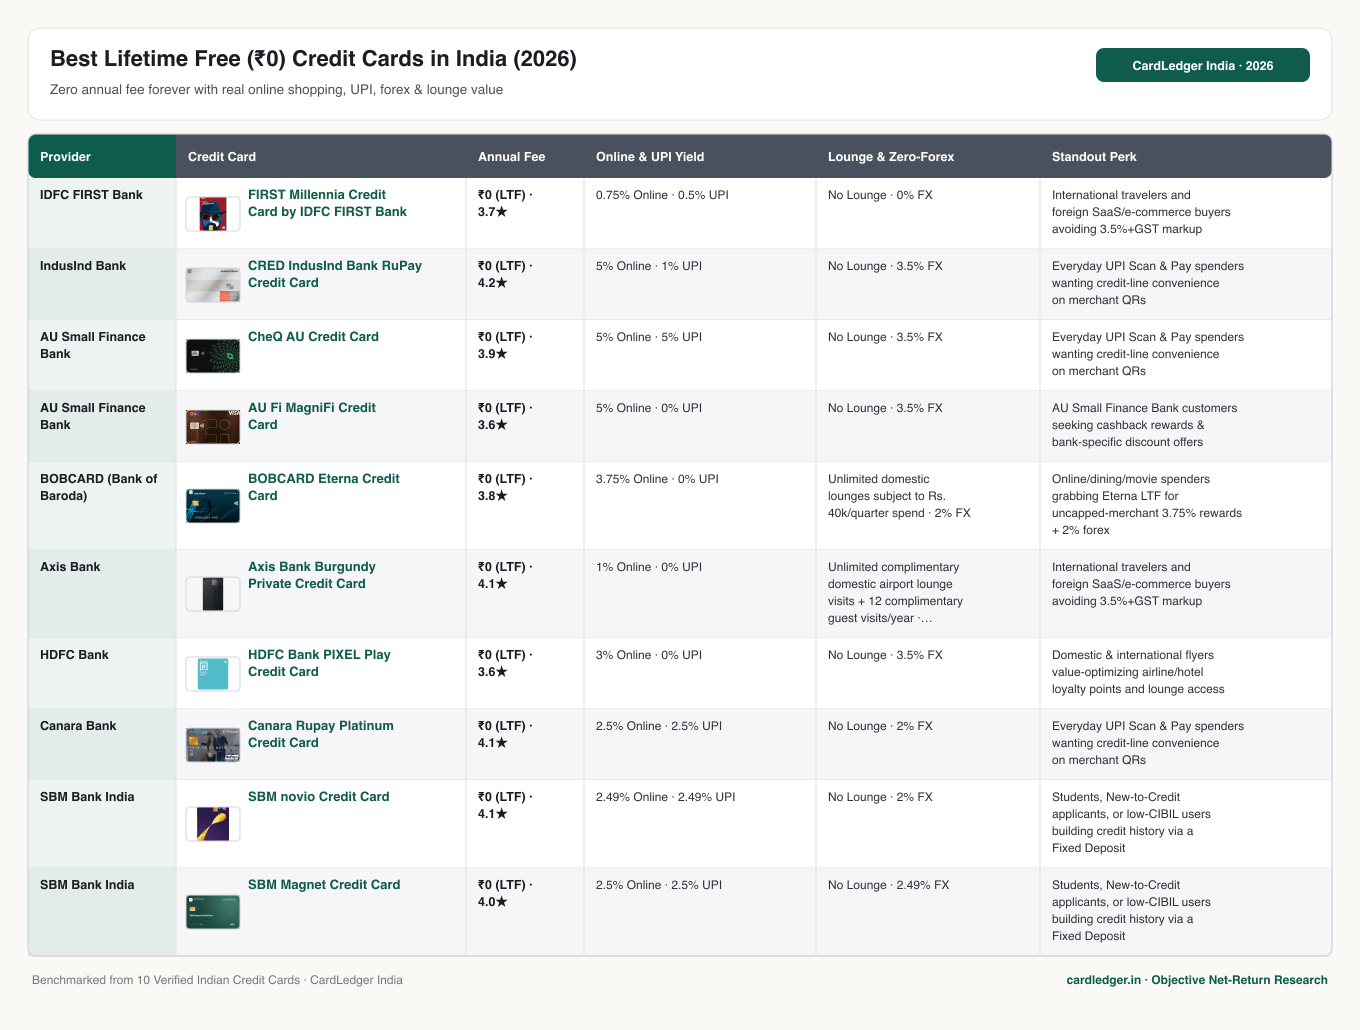 Best Lifetime Free (₹0) Credit Cards in India (2026)
Zero annual fee forever with real online shopping, UPI, forex & lounge value
CardLedger India · 2026
Provider
Credit Card
Annual Fee
Online & UPI Yield
Lounge & Zero-Forex
Standout Perk
IDFC FIRST Bank
FIRST Millennia Credit
Card by IDFC FIRST Bank
₹0 (LTF) ·
3.7★
0.75% Online · 0.5% UPI
No Lounge · 0% FX
International travelers and
foreign SaaS/e-commerce buyers
avoiding 3.5%+GST markup
IndusInd Bank
CRED IndusInd Bank RuPay
Credit Card
₹0 (LTF) ·
4.2★
5% Online · 1% UPI
No Lounge · 3.5% FX
Everyday UPI Scan & Pay spenders
wanting credit-line convenience
on merchant QRs
AU Small Finance
Bank
CheQ AU Credit Card
₹0 (LTF) ·
3.9★
5% Online · 5% UPI
No Lounge · 3.5% FX
Everyday UPI Scan & Pay spenders
wanting credit-line convenience
on merchant QRs
AU Small Finance
Bank
VISA
AU Fi MagniFi Credit
Card
₹0 (LTF) ·
3.6★
5% Online · 0% UPI
No Lounge · 3.5% FX
AU Small Finance Bank customers
seeking cashback rewards &
bank-specific discount offers
BOBCARD (Bank of
Baroda)
BOBCARD Eterna Credit
Card
₹0 (LTF) ·
3.8★
3.75% Online · 0% UPI
Unlimited domestic
lounges subject to Rs.
40k/quarter spend · 2% FX
Online/dining/movie spenders
grabbing Eterna LTF for
uncapped-merchant 3.75% rewards
+ 2% forex
Axis Bank
Axis Bank Burgundy
Private Credit Card
₹0 (LTF) ·
4.1★
1% Online · 0% UPI
Unlimited complimentary
domestic airport lounge
visits + 12 complimentary
guest visits/year ·…
International travelers and
foreign SaaS/e-commerce buyers
avoiding 3.5%+GST markup
HDFC Bank
HDFC Bank PIXEL Play
Credit Card
₹0 (LTF) ·
3.6★
3% Online · 0% UPI
No Lounge · 3.5% FX
Domestic & international flyers
value-optimizing airline/hotel
loyalty points and lounge access
Canara Bank
Canara Rupay Platinum
Credit Card
₹0 (LTF) ·
4.1★
2.5% Online · 2.5% UPI
No Lounge · 2% FX
Everyday UPI Scan & Pay spenders
wanting credit-line convenience
on merchant QRs
SBM Bank India
SBM novio Credit Card
₹0 (LTF) ·
4.1★
2.49% Online · 2.49% UPI
No Lounge · 2% FX
Students, New-to-Credit
applicants, or low-CIBIL users
building credit history via a
Fixed Deposit
SBM Bank India
SBM Magnet Credit Card
₹0 (LTF) ·
4.0★
2.5% Online · 2.5% UPI
No Lounge · 2.49% FX
Students, New-to-Credit
applicants, or low-CIBIL users
building credit history via a
Fixed Deposit
Benchmarked from 10 Verified Indian Credit Cards · CardLedger India
cardledger.in · Objective Net-Return Research